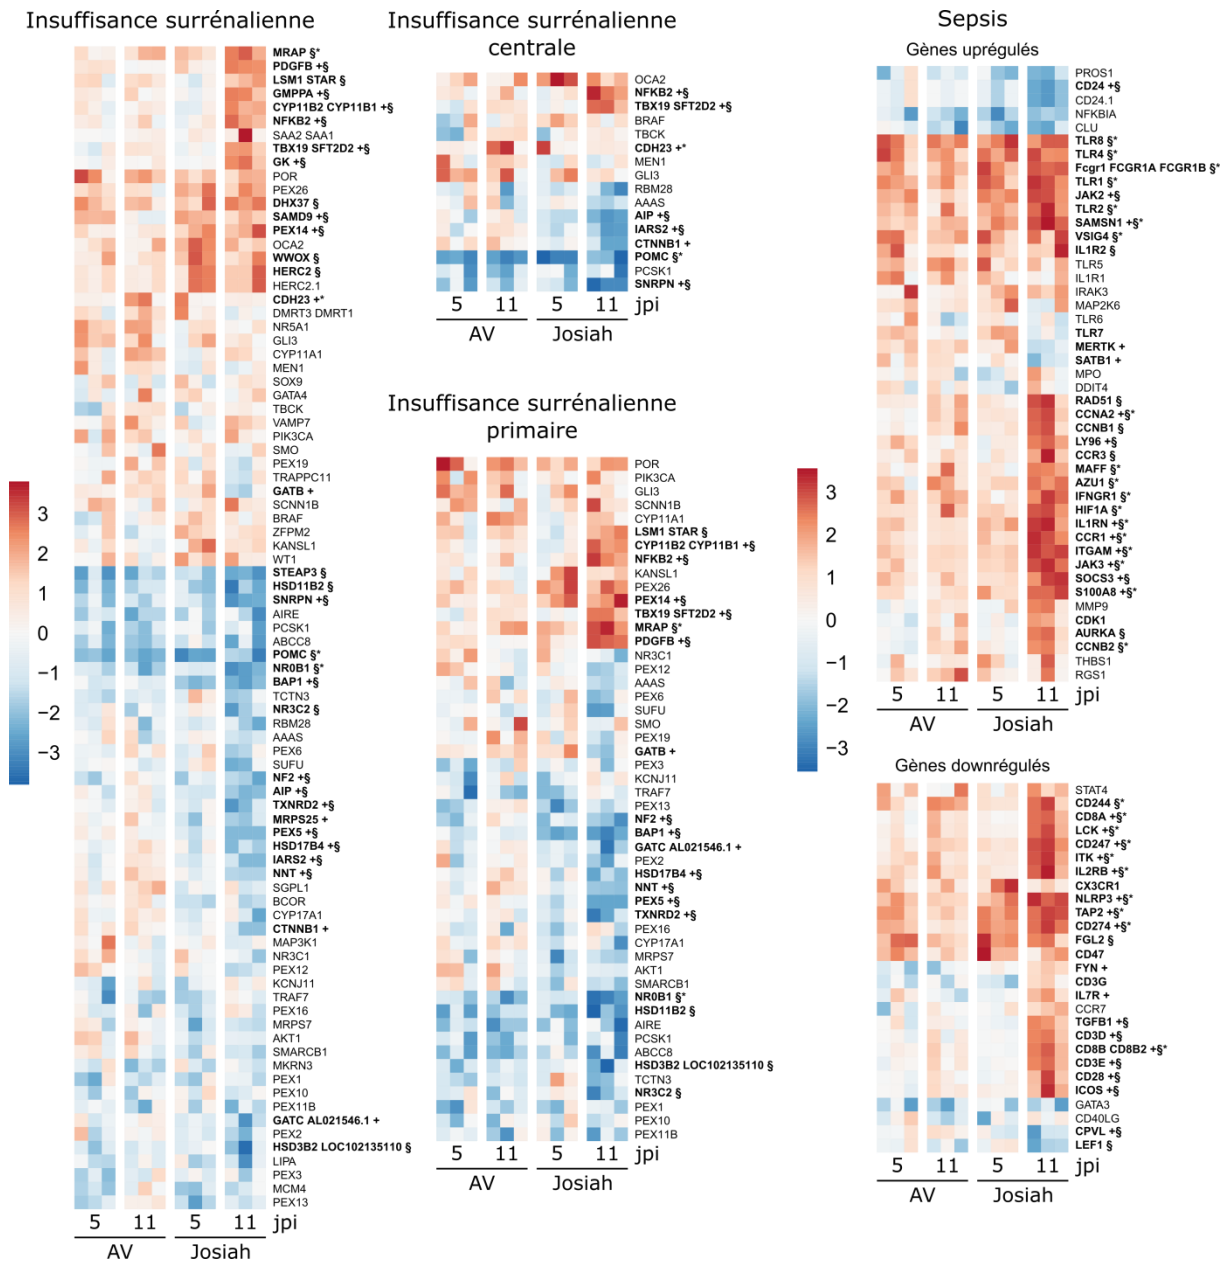 Insuffisance surrénalienne
MRAP §*
PDGFB +§
LSM1 STAR §
GMPPA +§
CYP11B2 CYP11B1 +§
NFKB2 +§
SAA2 SAA1
TBX19 SFT2D2 +§
GK +§
POR
PEX26
DHX37 §
SAMD9 +§
PEX14 +§
OCA2
WWOX §
HERC2 §
HERC2.1
CDH23 +*
DMRT3 DMRT1
NR5A1
GLI3
CYP11A1
MEN1
SOX9
GATA4
TBCK
VAMP7
PIK3CA
SMO
PEX19
TRAPPC11
GATB +
SCNN1B
BRAF
ZFPM2
KANSL1
WT1
STEAP3 §
HSD11B2 §
SNRPN +§
AIRE
PCSK1
ABCC8
POMC §*
NR0B1 §*
BAP1 +§
TCTN3
NR3C2 §
RBM28
AAAS
PEX6
SUFU
NF2 +§
AIP +§
TXNRD2 +§
MRPS25 +
PEX5 +§
HSD17B4 +§
IARS2 +§
NNT +§
SGPL1
BCOR
CYP17A1
CTNNB1 +
MAP3K1
NR3C1
PEX12
KCNJ11
TRAF7
PEX16
MRPS7
AKT1
SMARCB1
MKRN3
PEX1
PEX10
PEX11B
GATC AL021546.1 +
PEX2
HSD3B2 LOC102135110 §
LIPA
PEX3
MCM4
PEX13
5 11 5 11 jpi
AV Josiah
3
2
1
0
−1
−2
−3
Insuffisance surrénalienne
centrale
OCA2
NFKB2 +§
TBX19 SFT2D2 +§
BRAF
TBCK
CDH23 +*
MEN1
GLI3
RBM28
AAAS
AIP +§
IARS2 +§
CTNNB1 +
POMC §*
PCSK1
SNRPN +§
5 11 5 11 jpi
AV Josiah
Insuffisance surrénalienne
primaire
POR
PIK3CA
GLI3
SCNN1B
CYP11A1
LSM1 STAR §
CYP11B2 CYP11B1 +§
NFKB2 +§
KANSL1
PEX26
PEX14 +§
TBX19 SFT2D2 +§
MRAP §*
PDGFB +§
NR3C1
PEX12
AAAS
PEX6
SUFU
SMO
PEX19
GATB +
PEX3
KCNJ11
TRAF7
PEX13
NF2 +§
BAP1 +§
GATC AL021546.1 +
PEX2
HSD17B4 +§
NNT +§
PEX5 +§
TXNRD2 +§
PEX16
CYP17A1
MRPS7
AKT1
SMARCB1
NR0B1 §*
HSD11B2 §
AIRE
PCSK1
ABCC8
HSD3B2 LOC102135110 §
TCTN3
NR3C2 §
PEX1
PEX10
PEX11B
5 11 5 11 jpi
AV Josiah
Sepsis
Gènes uprégulés
PROS1
CD24 +§
CD24.1
NFKBIA
CLU
TLR8 §*
TLR4 §*
Fcgr1 FCGR1A FCGR1B §*
TLR1 §*
JAK2 +§
TLR2 §*
SAMSN1 +§*
VSIG4 §*
IL1R2 §
TLR5
IL1R1
IRAK3
MAP2K6
TLR6
TLR7
MERTK +
SATB1 +
MPO
DDIT4
RAD51 §
CCNA2 +§*
CCNB1 §
LY96 +§
CCR3 §
MAFF §*
AZU1 §*
IFNGR1 §*
HIF1A §*
IL1RN +§*
CCR1 +§*
ITGAM +§*
JAK3 +§*
SOCS3 +§
S100A8 +§*
MMP9
CDK1
AURKA §
CCNB2 §*
THBS1
RGS1
5 11 5 11 jpi
AV Josiah
3
2
1
0
−1
−2
−3
Gènes downrégulés
STAT4
CD244 §*
CD8A +§*
LCK +§*
CD247 +§*
ITK +§*
IL2RB +§*
CX3CR1
NLRP3 +§*
TAP2 +§*
CD274 +§*
FGL2 §
CD47
FYN +
CD3G
IL7R +
CCR7
TGFB1 +§
CD3D +§
CD8B CD8B2 +§*
CD3E +§
CD28 +§
ICOS +§
GATA3
CD40LG
CPVL +§
LEF1 §
5 11 5 11 jpi
AV Josiah